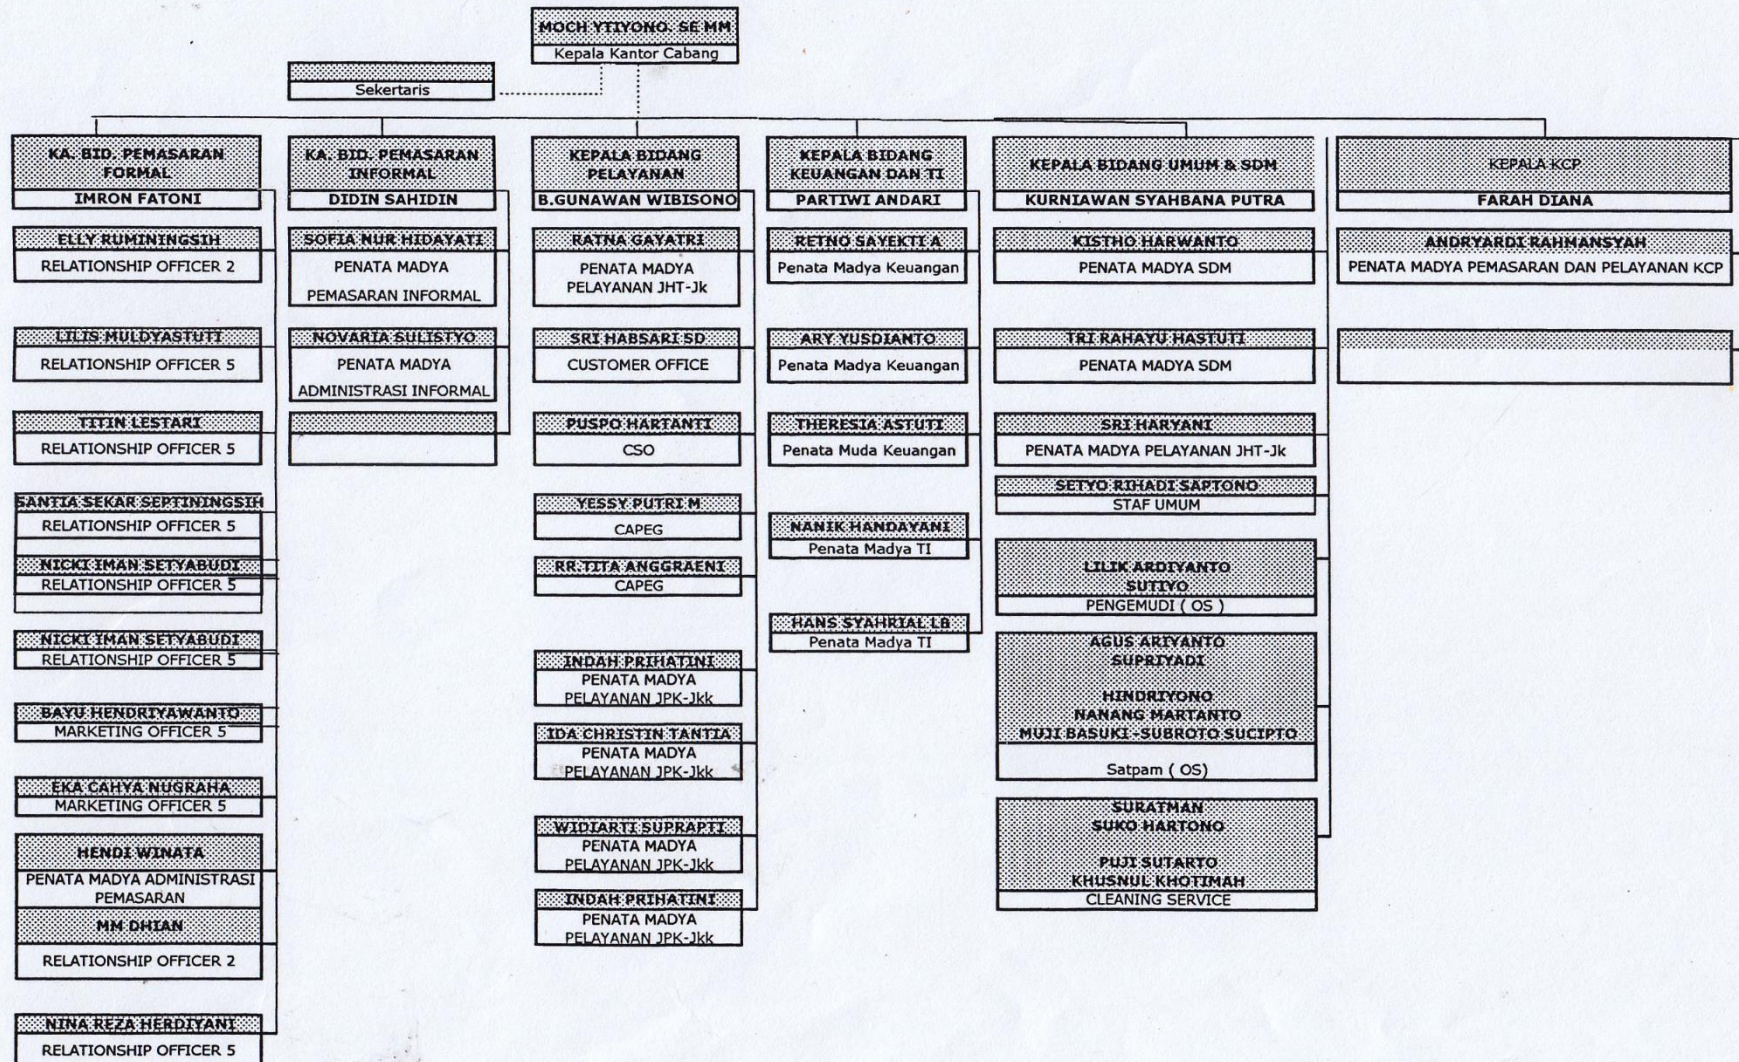 MOCH YTIYONO. SE MM
Kepala Kantor Cabang
Sekertaris
KA. BID. PEMASARAN
FORMAL
IMRON FATONI
ELLY RUMININGSIH
RELATIONSHIP OFFICER 2
LILIS MULDYASTUTI
RELATIONSHIP OFFICER 5
TITIN LESTARI
RELATIONSHIP OFFICER 5
SANTIA SEKAR SEPTININGSIH
RELATIONSHIP OFFICER 5
NICKI IMAN SETYABUDI
RELATIONSHIP OFFICER 5
NICKI IMAN SETYABUDI
RELATIONSHIP OFFICER 5
BAYU HENDRIYAWANTO
MARKETING OFFICER 5
EKA CAHYA NUGRAHA
MARKETING OFFICER 5
HENDI WINATA
PENATA MADYA ADMINISTRASI
PEMASARAN
MM DHIAN
RELATIONSHIP OFFICER 2
NINA REZA HERDIYANI
RELATIONSHIP OFFICER 5
KA. BID. PEMASARAN
INFORMAL
DIDIN SAHIDIN
SOFIA NUR HIDAYATI
PENATA MADYA
PEMASARAN INFORMAL
NOVARIA SULISTYO
PENATA MADYA
ADMINISTRASI INFORMAL
KEPALA BIDANG
PELAYANAN
B.GUNAWAN WIBISONO
RATNA GAYATRI
PENATA MADYA
PELAYANAN JHT-Jk
SRI HABSARI SD
CUSTOMER OFFICE
PUSPO HARTANTI
CSO
YESSY PUTRI M
CAPEG
RR.TITA ANGGRAENI
CAPEG
INDAH PRIHATINI
PENATA MADYA
PELAYANAN JPK-Jkk
IDA CHRISTIN TANTIA
PENATA MADYA
PELAYANAN JPK-Jkk
WIDIARTI SUPRAPTI
PENATA MADYA
PELAYANAN JPK-Jkk
INDAH PRIHATINI
PENATA MADYA
PELAYANAN JPK-Jkk
KEPALA BIDANG
KEUANGAN DAN TI
PARTIWI ANDARI
RETNO SAYEKTI A
Penata Madya Keuangan
ARY YUSDIANTO
Penata Madya Keuangan
THERESIA ASTUTI
Penata Muda Keuangan
NANIK HANDAYANI
Penata Madya TI
HANS SYAHRIAL LB
Penata Madya TI
KEPALA BIDANG UMUM & SDM
KURNIAWAN SYAHBANA PUTRA
KISTHO HARWANTO
PENATA MADYA SDM
TRI RAHAYU HASTUTI
PENATA MADYA SDM
SRI HARYANI
PENATA MADYA PELAYANAN JHT-Jk
SETYO RIHADI SAPTONO
STAF UMUM
LILIK ARDIYANTO
SUTIYO
PENGEMUDI ( OS )
AGUS ARIYANTO
SUPRIYADI
HINDRIYONO
NANANG MARTANTO
MUJI BASUKI -SUBROTO SUCIPTO
Satpam ( OS)
SURATMAN
SUKO HARTONO
PUJI SUTARTO
KHUSNUL KHOTIMAH
CLEANING SERVICE
KEPALA KCP
FARAH DIANA
ANDRYARDI RAHMANSYAH
PENATA MADYA PEMASARAN DAN PELAYANAN KCP